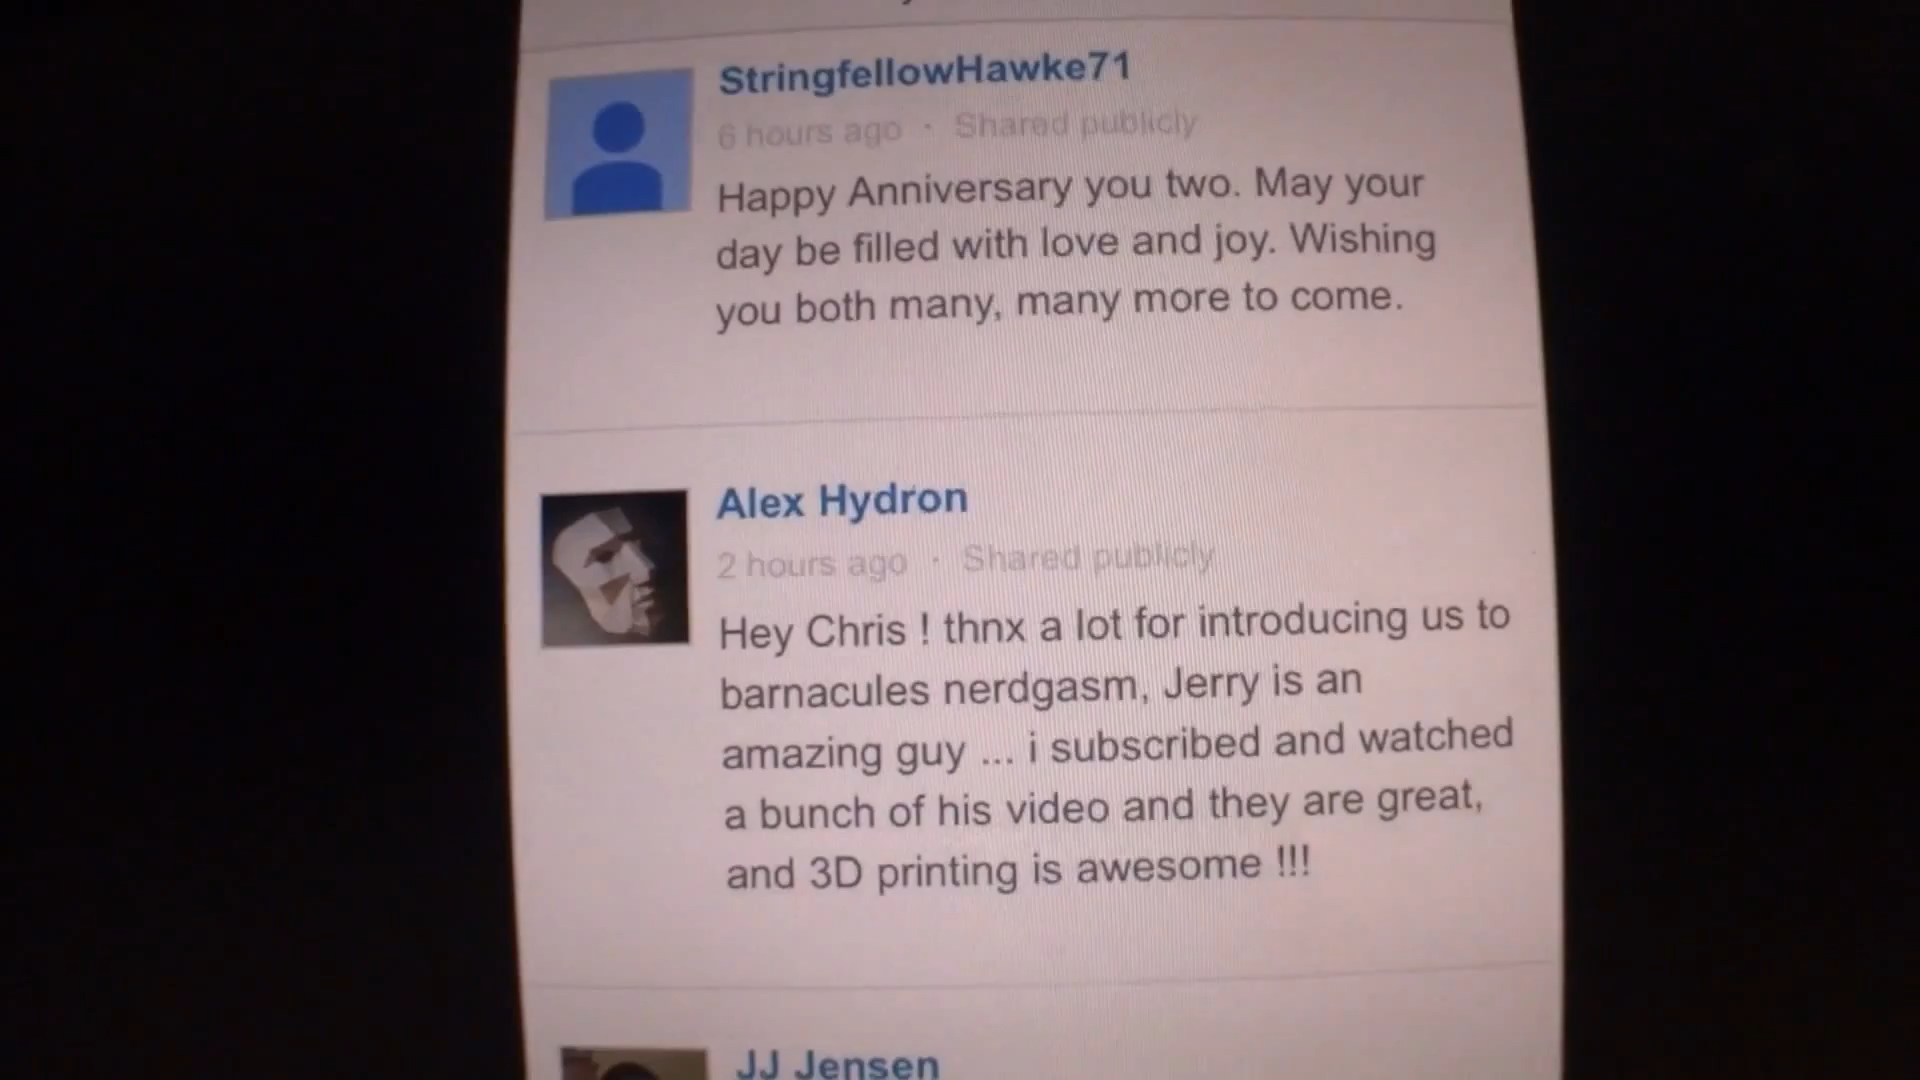 StringfellowHawke71
6 hours ago · Shared publicly
Happy Anniversary you two. May your
day be filled with love and joy. Wishing
you both many, many more to come.
Alex Hydron
2 hours ago · Shared publicly
Hey Chris ! thnx a lot for introducing us to
barnacules nerdgasm, Jerry is an
amazing guy ... i subscribed and watched
a bunch of his video and they are great,
and 3D printing is awesome !!!
JJ Jensen